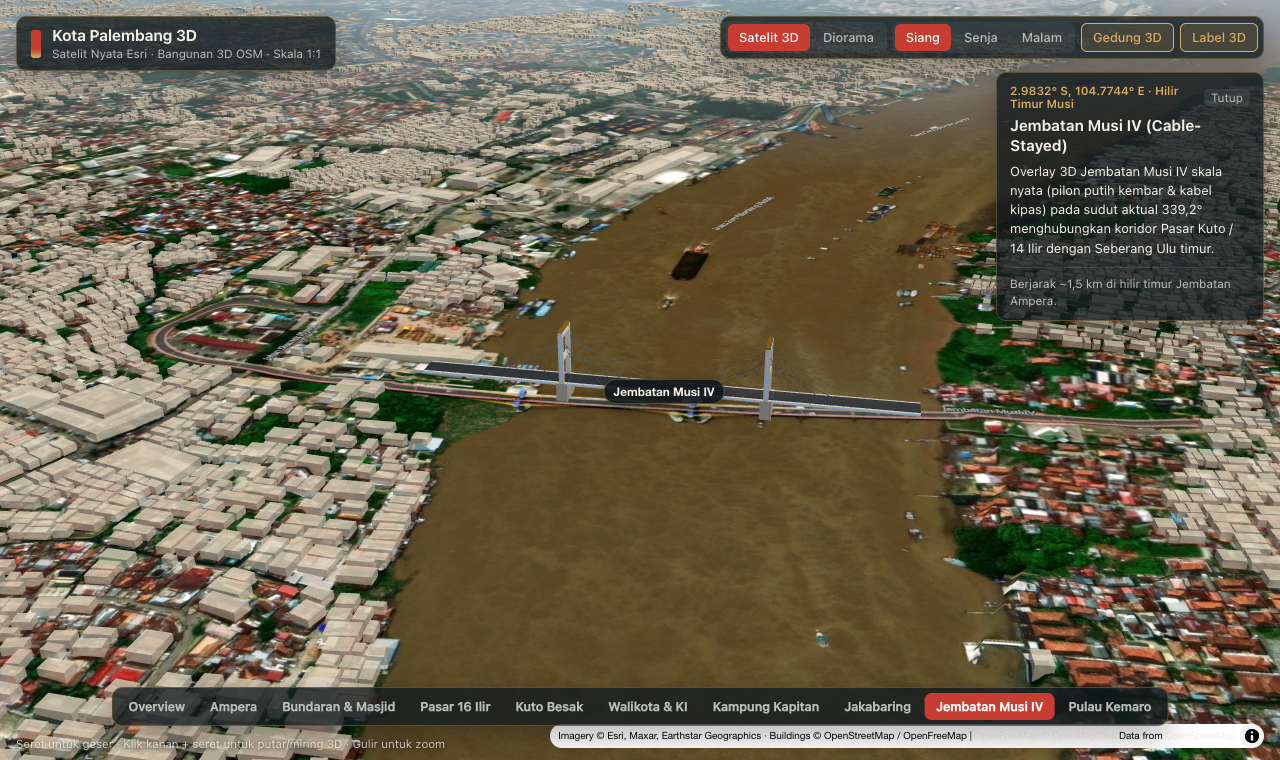 Kota Palembang 3D
Satelit Nyata Esri · Bangunan 3D OSM · Skala 1:1
Satelit 3D Diorama Siang Senja Malam Gedung 3D Label 3D
2.9832° S, 104.7744° E · Hilir
Timur Musi
Tutup
Jembatan Musi IV (Cable-
Stayed)
Overlay 3D Jembatan Musi IV skala
nyata (pilon putih kembar & kabel
kipas) pada sudut aktual 339,2°
menghubungkan koridor Pasar Kuto /
14 Ilir dengan Seberang Ulu timur.
Berjarak ~1,5 km di hilir timur Jembatan
Ampera.
Jembatan Musi IV
Jembatan Musi IV
Overview Ampera Bundaran & Masjid Pasar 16 Ilir Kuto Besak Walikota & KI Kampung Kapitan Jakabaring Jembatan Musi IV Pulau Kemaro
Seret untuk geser · Klik kanan + seret untuk putar/miring 3D · Gulir untuk zoom
Imagery © Esri, Maxar, Earthstar Geographics · Buildings © OpenStreetMap / OpenFreeMap | OpenFreeMap © OpenMapTiles Data from OpenStreetMap